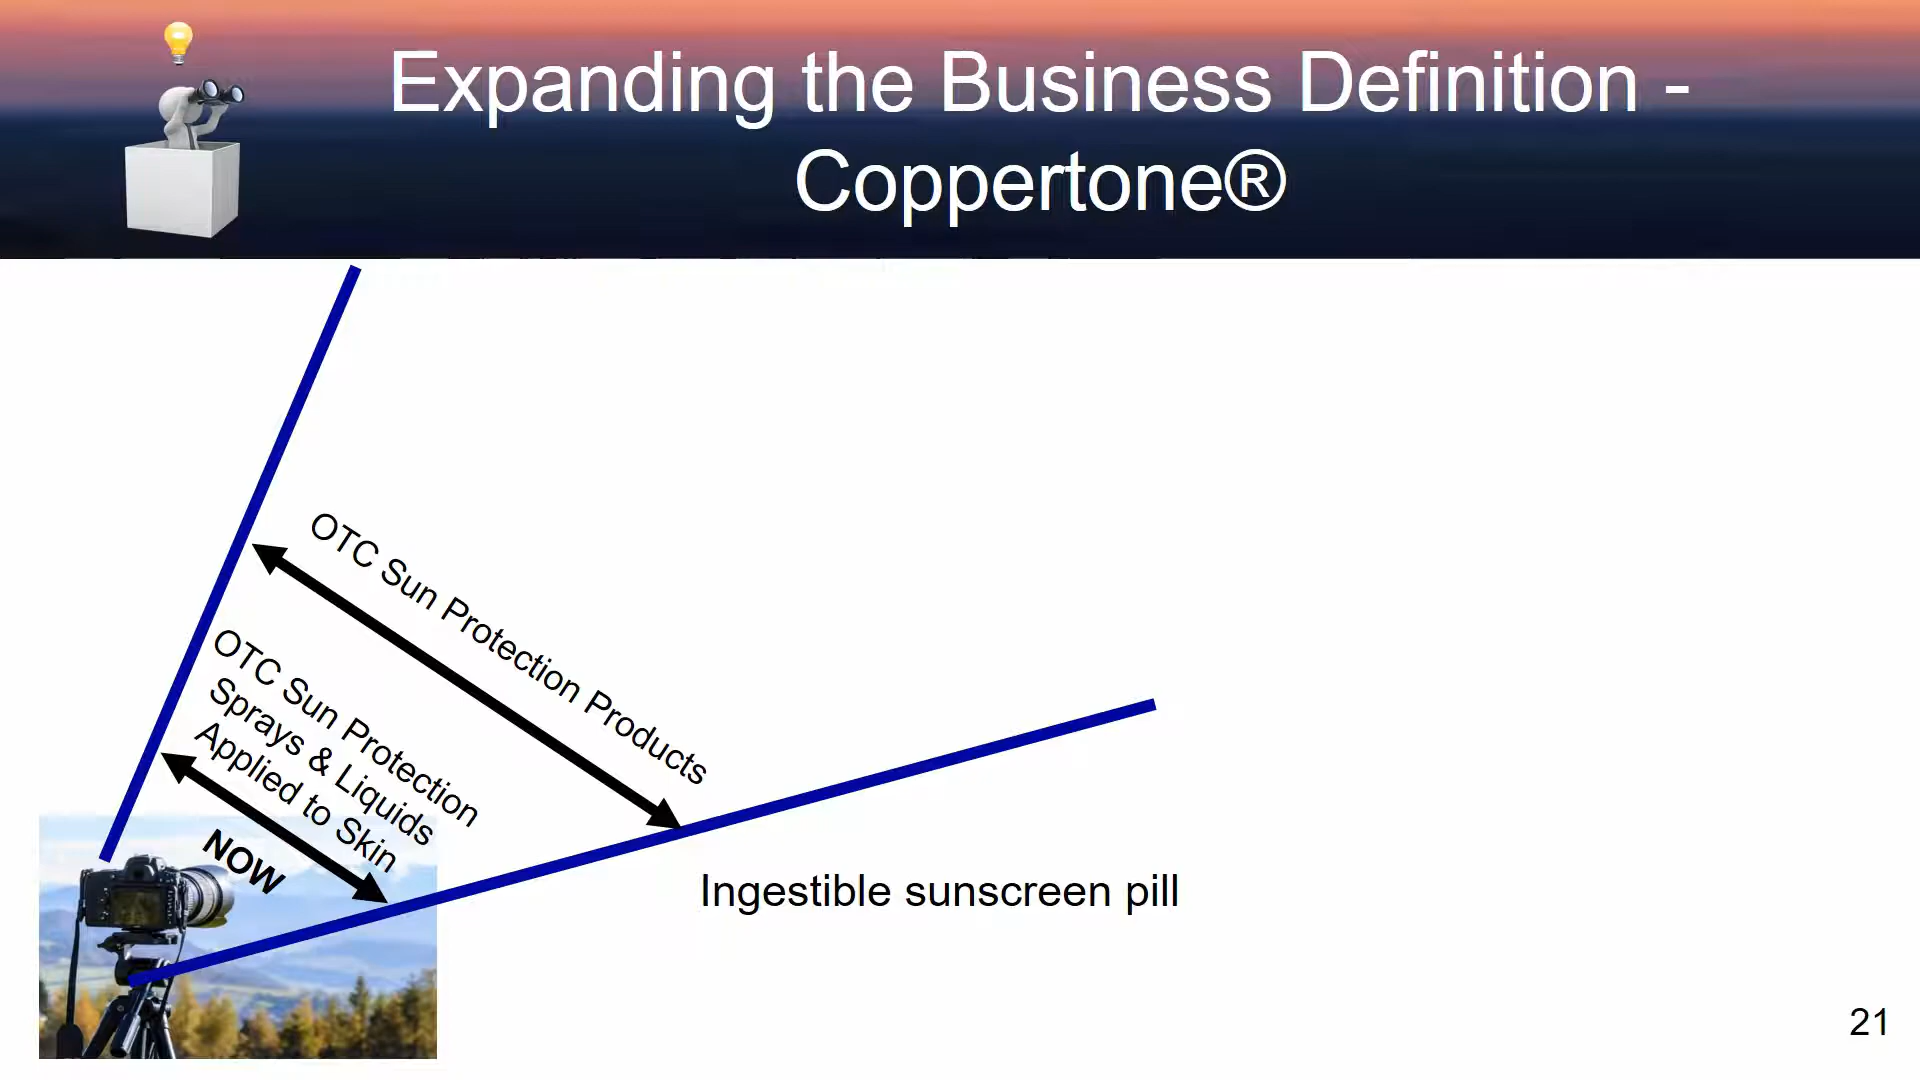 Expanding the Business Definition -
Coppertone®
OTC Sun Protection Products
OTC Sun Protection
Sprays & Liquids
Applied to Skin
NOW
Ingestible sunscreen pill
21